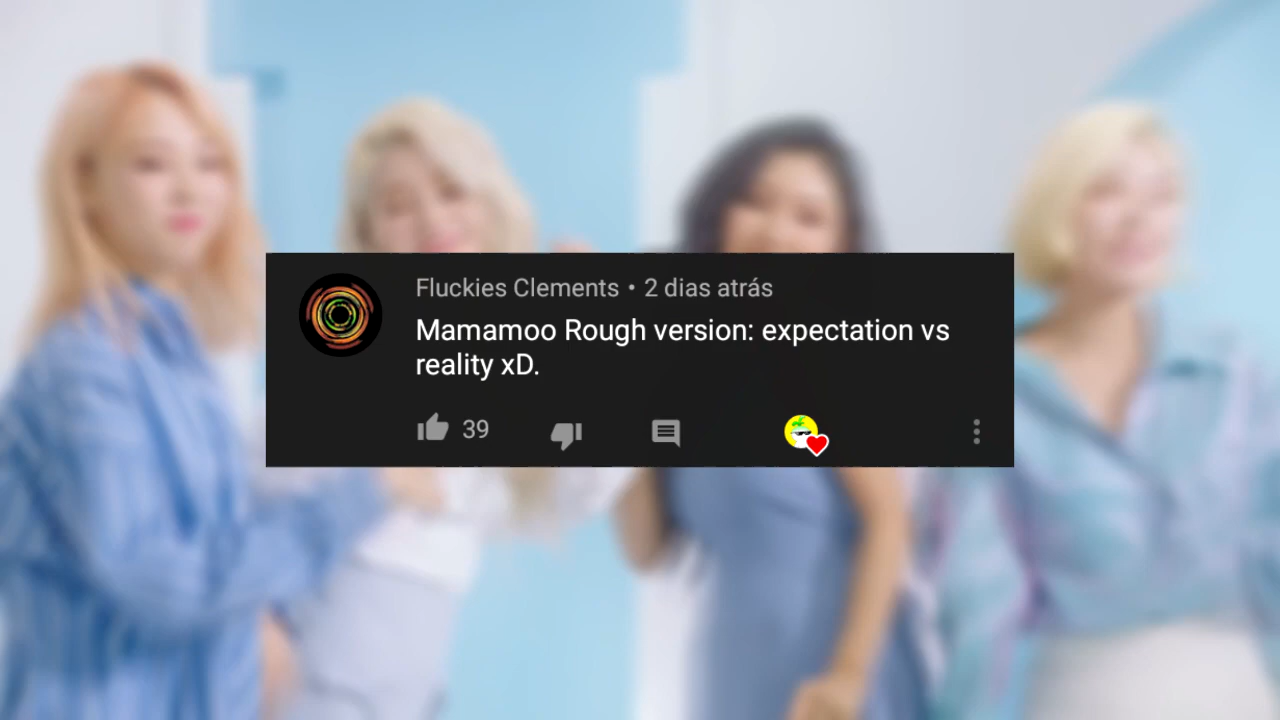 Fluckies Clements • 2 dias atrás
Mamamoo Rough version: expectation vs
reality xD.
39